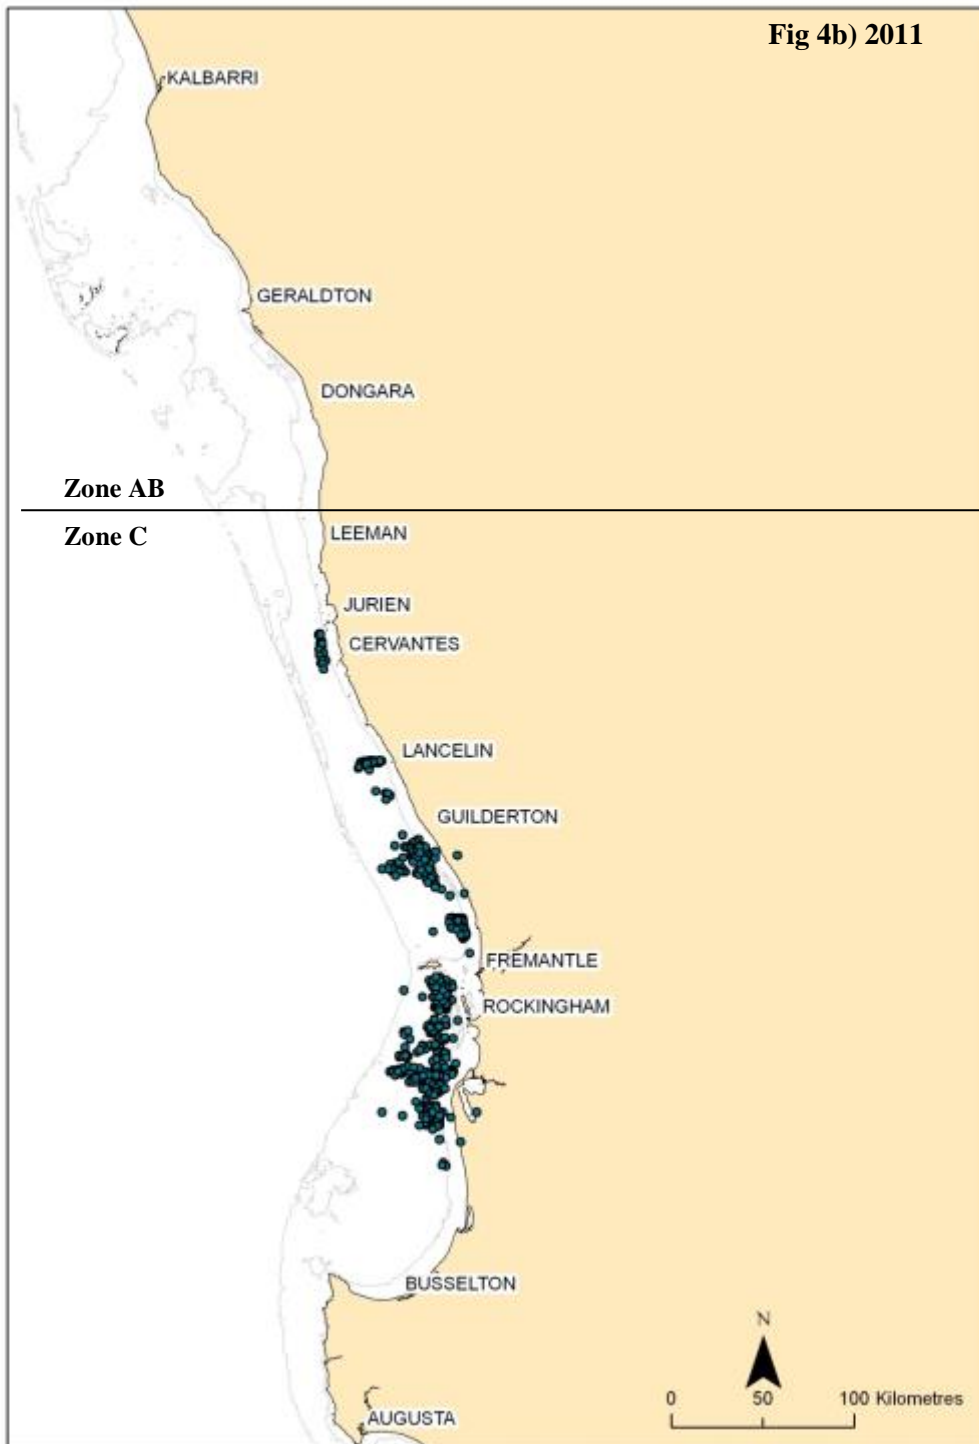 Fig 4b) 2011
KALBARRI
GERALDTON
DONGARA
Zone AB
Zone C
LEEMAN
JURIEN
CERVANTES
LANCELIN
GUILDERTON
FREMANTLE
ROCKINGHAM
BUSSELTON
N
0 50 100 Kilometres
AUGUSTA